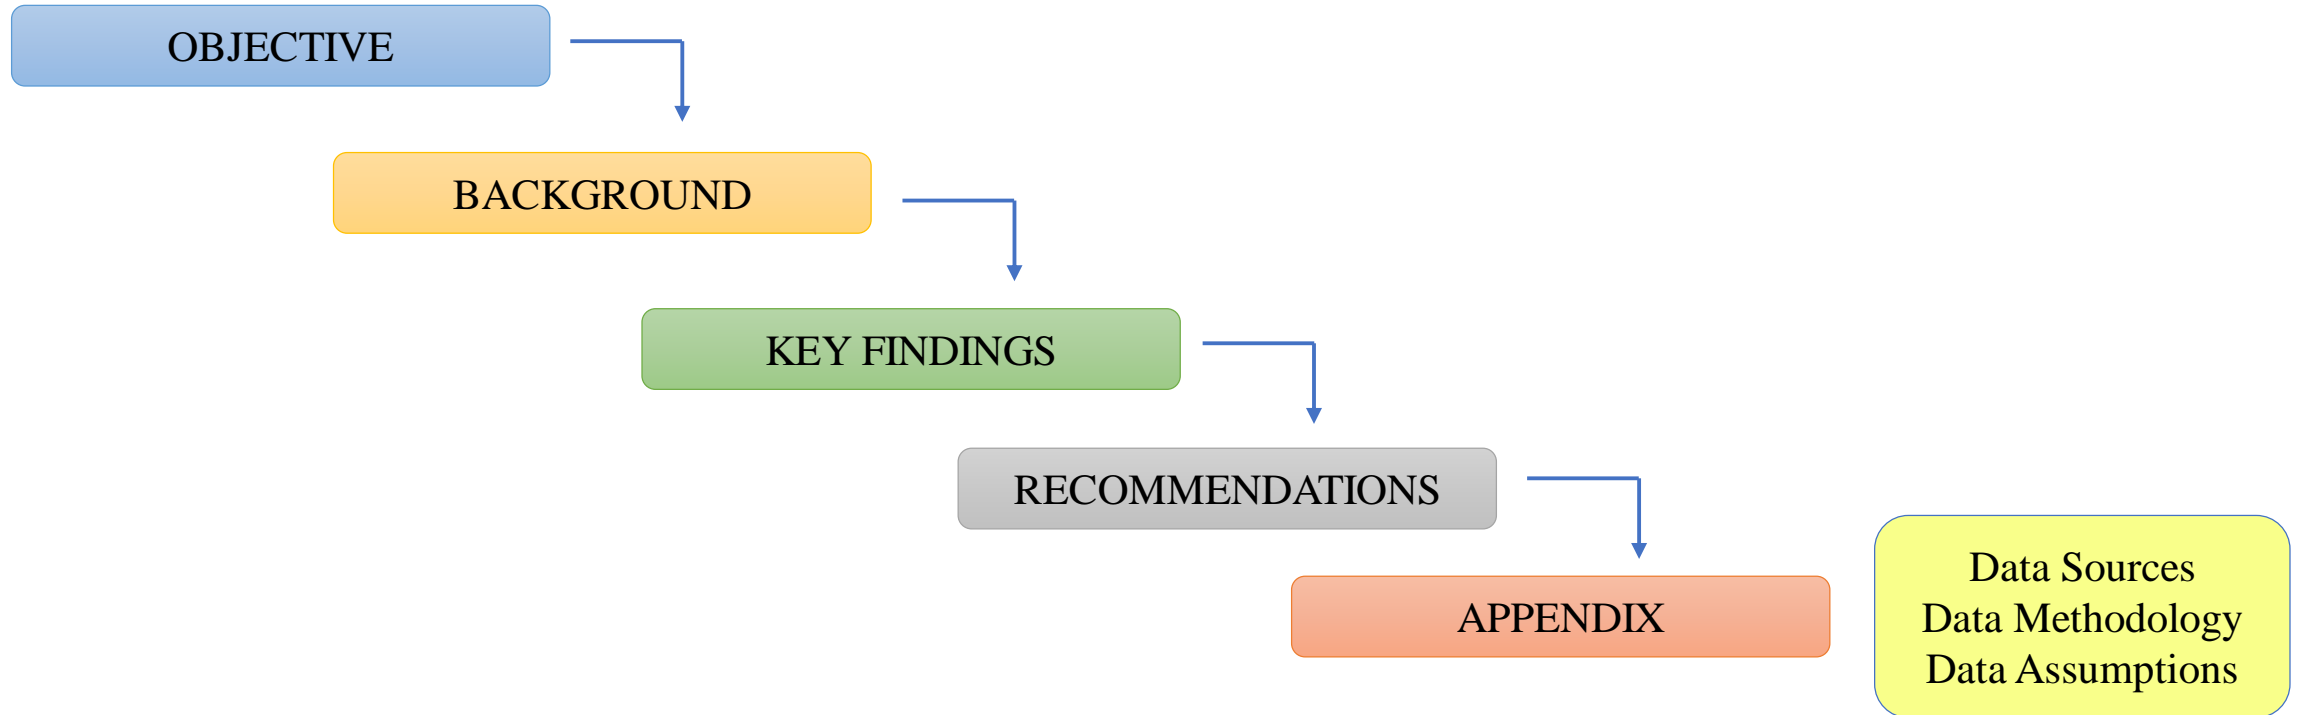 OBJECTIVE
BACKGROUND
KEY FINDINGS
RECOMMENDATIONS
APPENDIX
Data Sources
Data Methodology
Data Assumptions